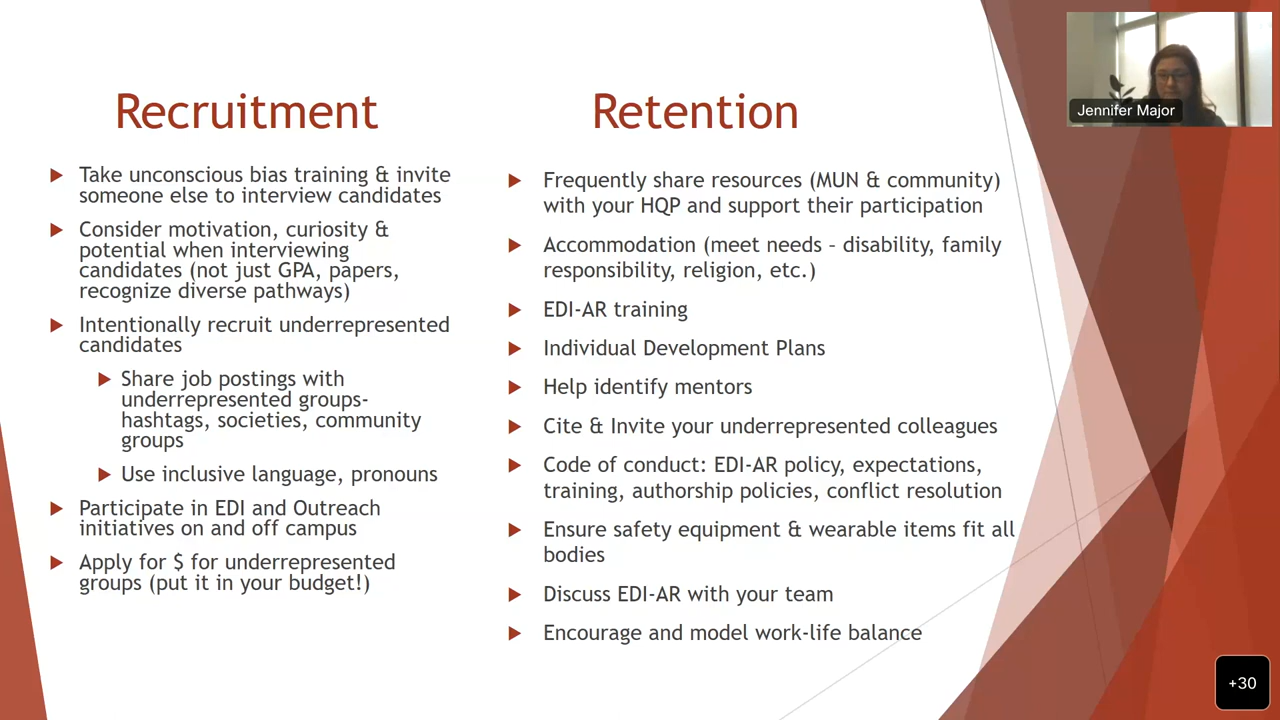 Recruitment
Take unconscious bias training & invite
someone else to interview candidates
Consider motivation, curiosity &
potential when interviewing
candidates (not just GPA, papers,
recognize diverse pathways)
Intentionally recruit underrepresented
candidates
Share job postings with
underrepresented groups-
hashtags, societies, community
groups
Use inclusive language, pronouns
Participate in EDI and Outreach
initiatives on and off campus
Apply for $ for underrepresented
groups (put it in your budget!)
Retention
Frequently share resources (MUN & community)
with your HQP and support their participation
Accommodation (meet needs – disability, family
responsibility, religion, etc.)
EDI-AR training
Individual Development Plans
Help identify mentors
Cite & Invite your underrepresented colleagues
Code of conduct: EDI-AR policy, expectations,
training, authorship policies, conflict resolution
Ensure safety equipment & wearable items fit all
bodies
Discuss EDI-AR with your team
Encourage and model work-life balance
Jennifer Major
+30